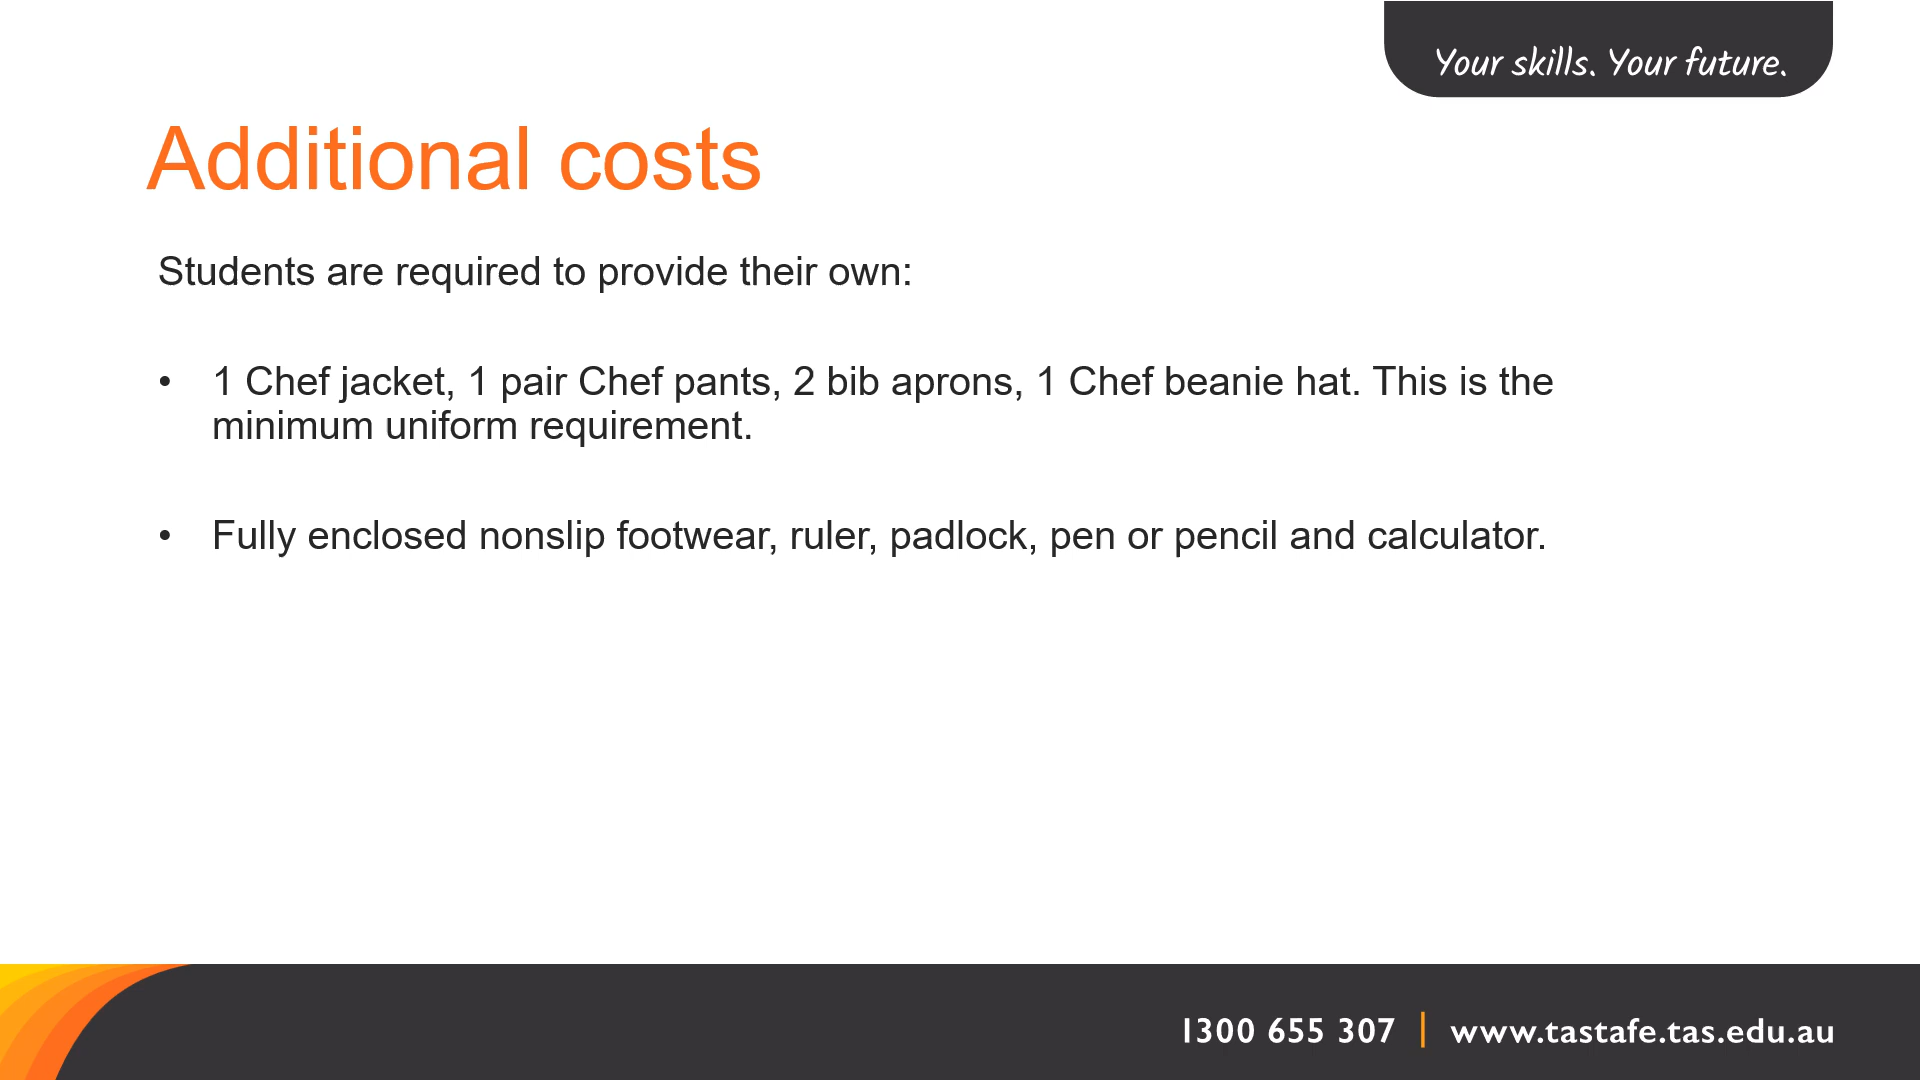 Your skills. Your future.
Additional costs
Students are required to provide their own:
• 1 Chef jacket, 1 pair Chef pants, 2 bib aprons, 1 Chef beanie hat. This is the
minimum uniform requirement.
• Fully enclosed nonslip footwear, ruler, padlock, pen or pencil and calculator.
1300 655 307 | www.tastafe.tas.edu.au